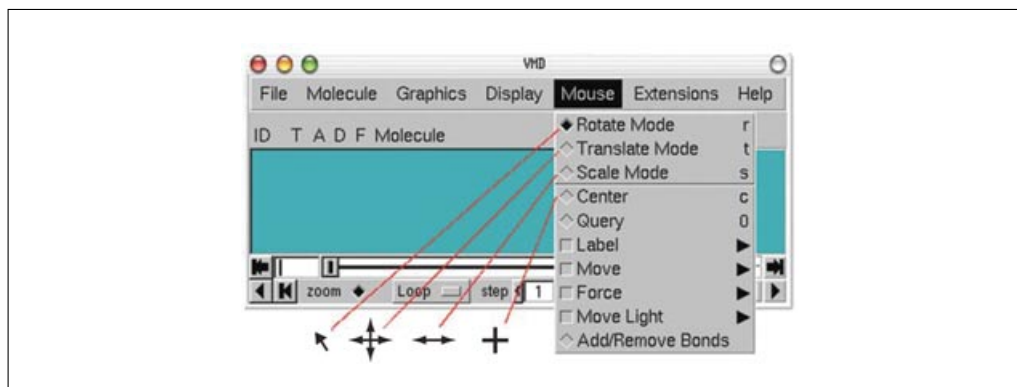 VMD
File Molecule Graphics Display Mouse Extensions Help
ID T A D F Molecule
Rotate Mode r
Translate Mode t
Scale Mode s
Center c
Query 0
Label
Move
Force
Move Light
Add/Remove Bonds
zoom Loop step 1